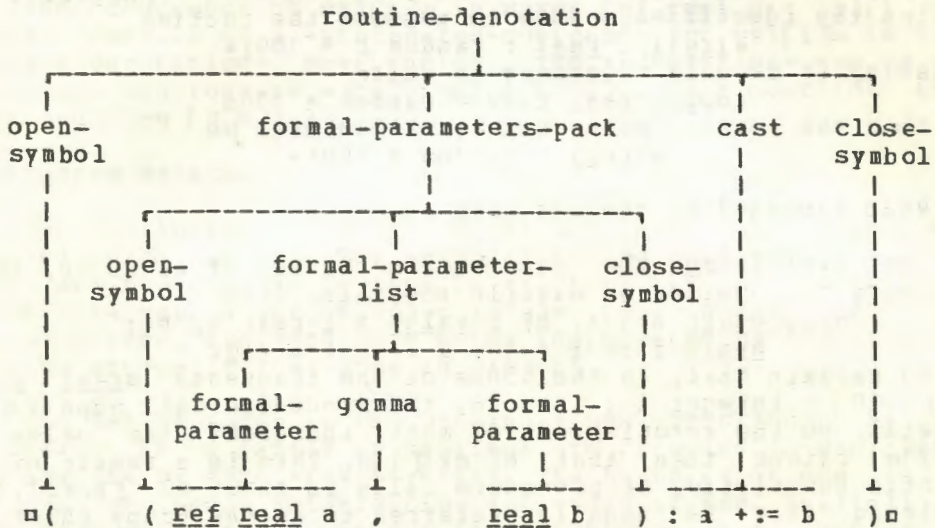 routine-denotation
open- formal-parameters-pack cast close-
symbol symbol
open- formal-parameter- close-
symbol list symbol
formal- gomma formal-
parameter parameter
¤( ( ref real a , real b ) : a +:= b )¤